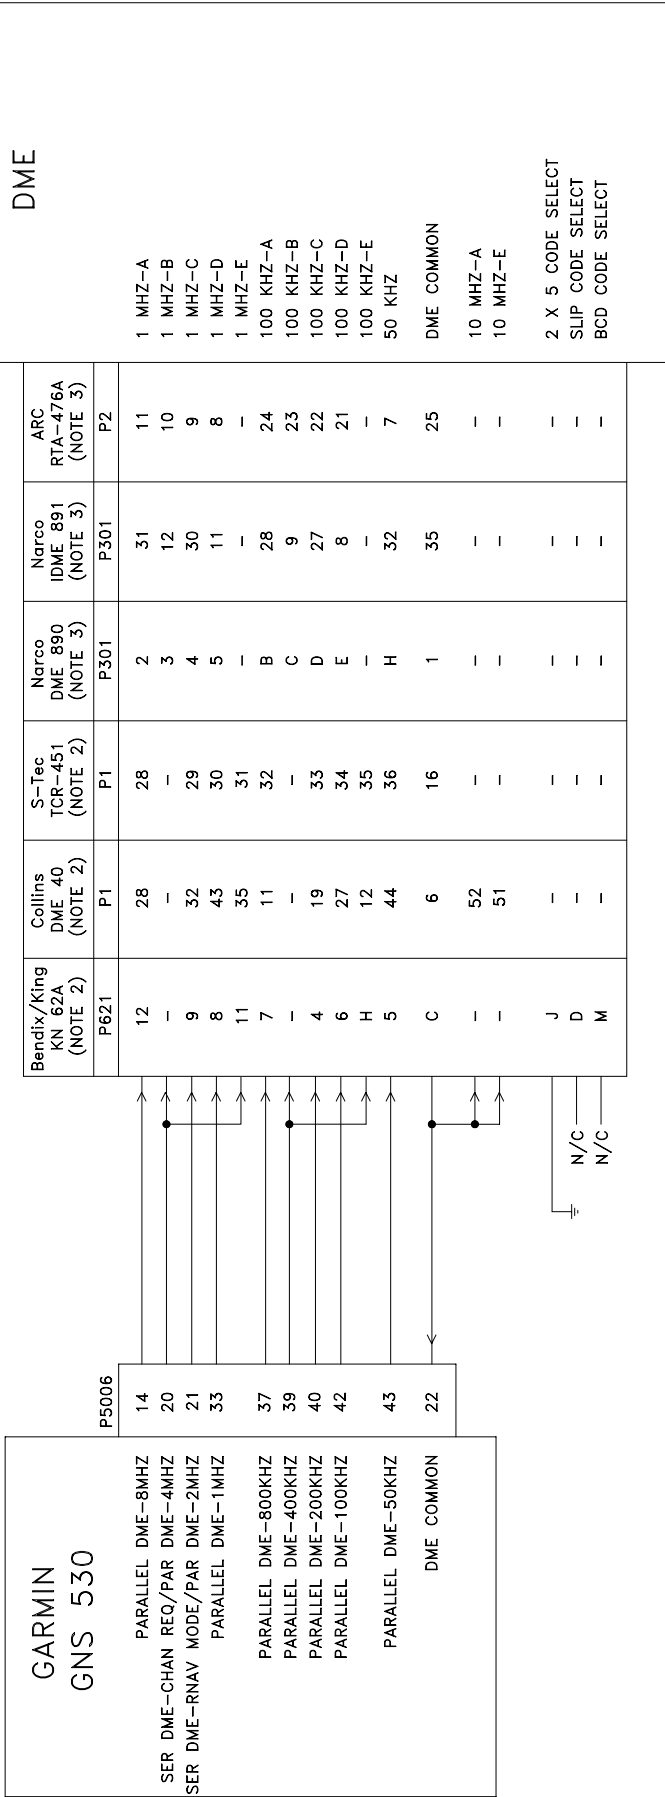 GARMIN
GNS 530
P5006
PARALLEL DME-8MHZ 14
SER DME-CHAN REQ/PAR DME-4MHZ 20
SER DME-RNAV MODE/PAR DME-2MHZ 21
PARALLEL DME-1MHZ 33
PARALLEL DME-800KHZ 37
PARALLEL DME-400KHZ 39
PARALLEL DME-200KHZ 40
PARALLEL DME-100KHZ 42
PARALLEL DME-50KHZ 43
DME COMMON 22
N/C
N/C
Bendix/King Collins S-Tec Narco Narco ARC
KN 62A DME 40 TCR-451 DME 890 IDME 891 RTA-476A
(NOTE 2) (NOTE 2) (NOTE 2) (NOTE 3) (NOTE 3) (NOTE 3)
P621 P1 P1 P301 P301 P2
DME
12 28 28 2 31 11 1 MHZ-A
- - - 3 12 10 1 MHZ-B
9 32 29 4 30 9 1 MHZ-C
8 43 30 5 11 8 1 MHZ-D
11 35 31 - - - 1 MHZ-E
7 11 32 B 28 24 100 KHZ-A
- - - C 9 23 100 KHZ-B
4 19 33 D 27 22 100 KHZ-C
6 27 34 E 8 21 100 KHZ-D
H 12 35 - - - 100 KHZ-E
5 44 36 H 32 7 50 KHZ
C 6 16 1 35 25 DME COMMON
- 52 - - - - 10 MHZ-A
- 51 - - - - 10 MHZ-E
J - - - - - 2 X 5 CODE SELECT
D - - - - - SLIP CODE SELECT
M - - - - - BCD CODE SELECT